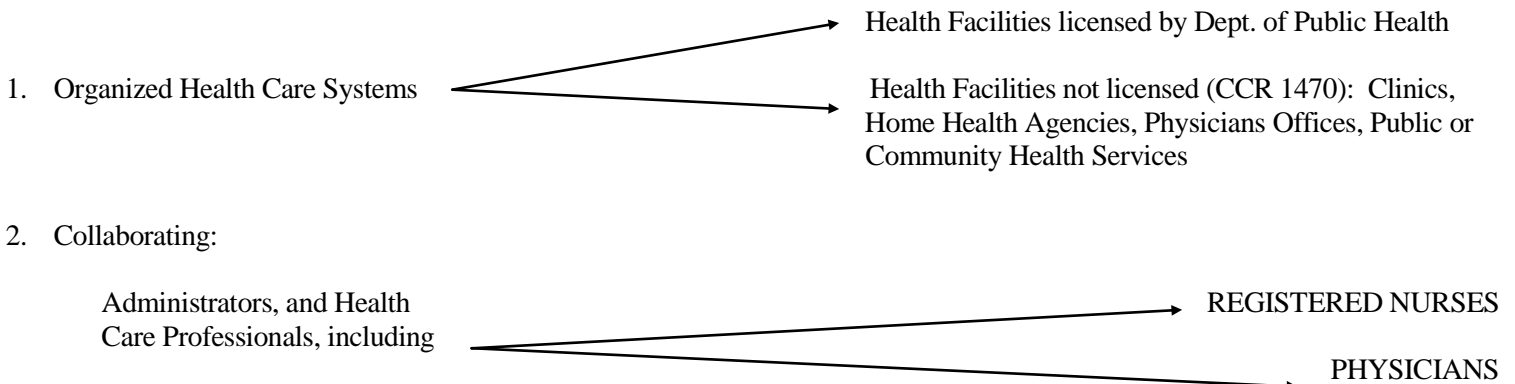 Health Facilities licensed by Dept. of Public Health
1. Organized Health Care Systems
Health Facilities not licensed (CCR 1470): Clinics,
Home Health Agencies, Physicians Offices, Public or
Community Health Services
2. Collaborating:
Administrators, and Health
Care Professionals, including
REGISTERED NURSES
PHYSICIANS